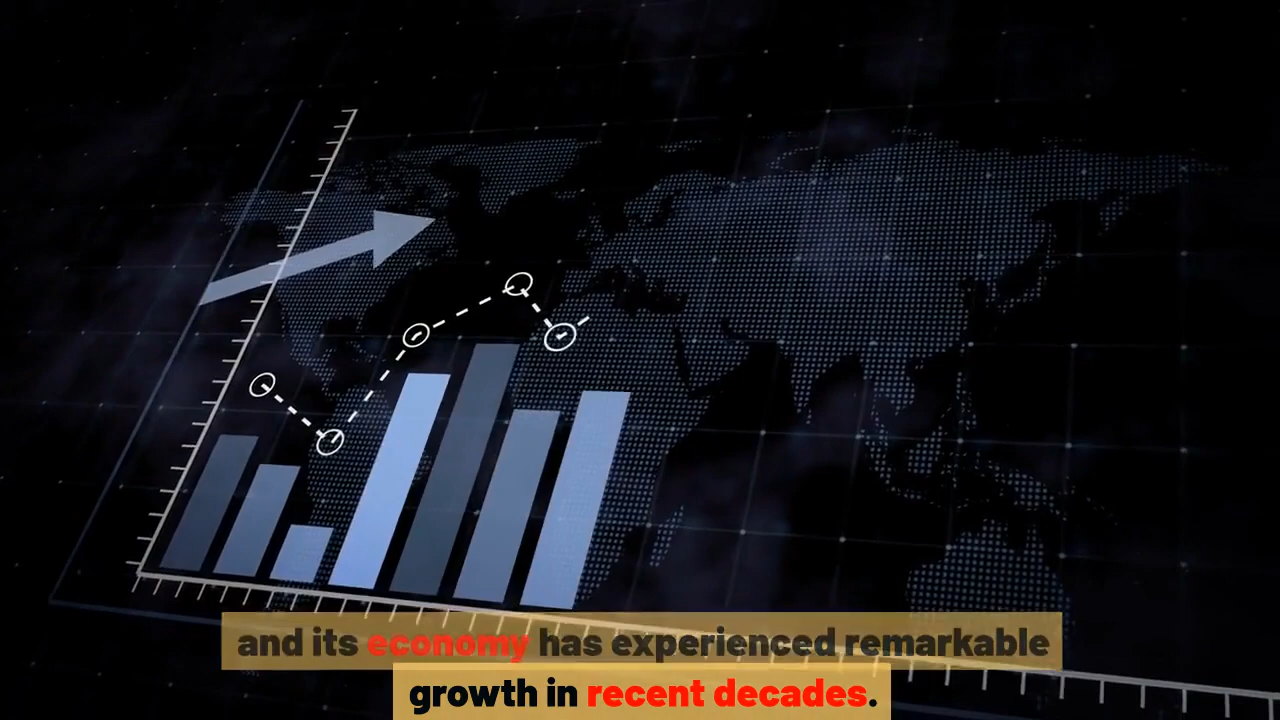 and its economy has experienced remarkable
growth in recent decades.